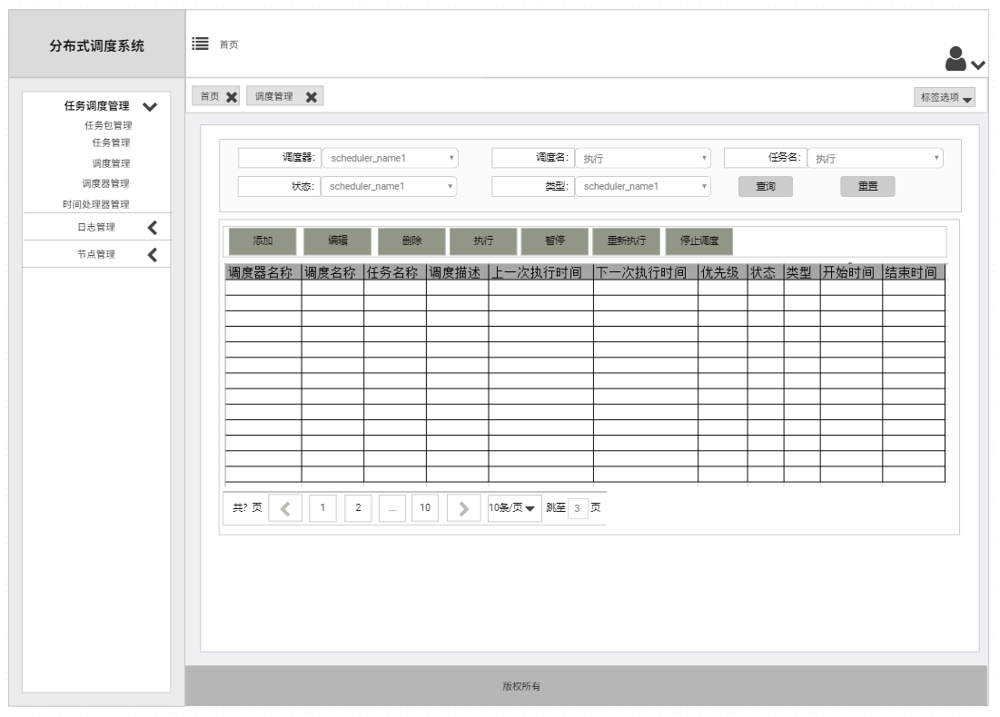 分布式调度系统
首页
首页 调度管理 标签选项
任务调度管理
任务包管理
任务管理
调度管理
调度器管理
时间处理器管理
日志管理
节点管理
调度器: scheduler_name1 调度名: 执行 任务名: 执行
状态: scheduler_name1 类型: scheduler_name1 查询 重置
添加 编辑 删除 执行 暂停 重新执行 停止调度
调度器名称 调度名称 任务名称 调度描述 上一次执行时间 下一次执行时间 优先级 状态 类型 开始时间 结束时间
共? 页 1 2 ... 10 10条/页 跳至 3 页
版权所有